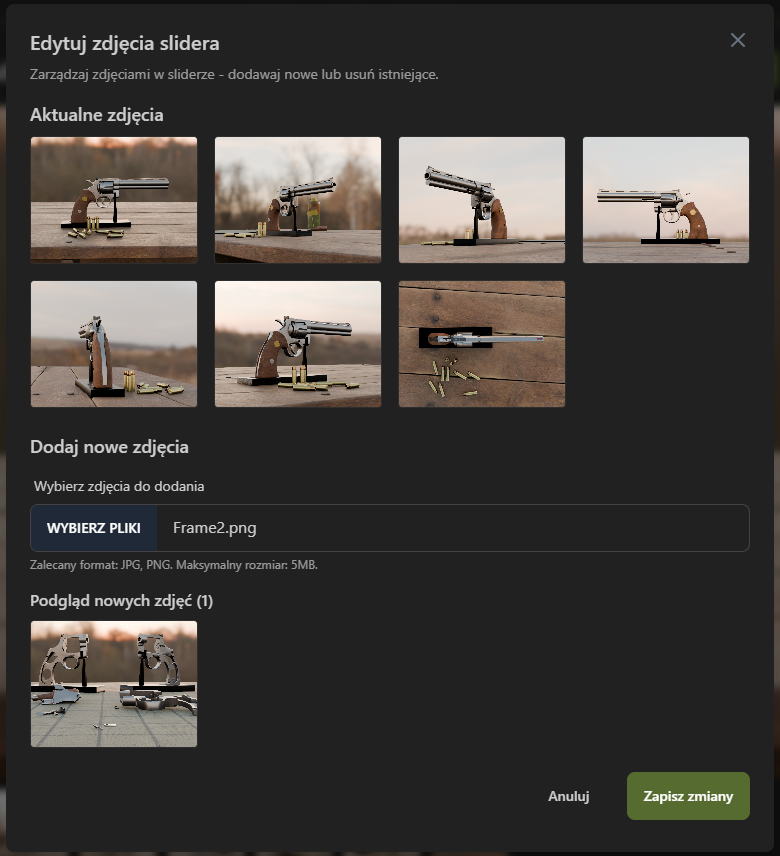 Edytuj zdjęcia slidera
Zarządzaj zdjęciami w sliderze - dodawaj nowe lub usuń istniejące.
Aktualne zdjęcia
Dodaj nowe zdjęcia
Wybierz zdjęcia do dodania
WYBIERZ PLIKI Frame2.png
Zalecany format: JPG, PNG. Maksymalny rozmiar: 5MB.
Podgląd nowych zdjęć (1)
Anuluj
Zapisz zmiany